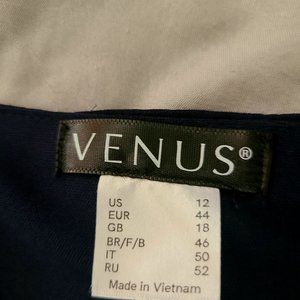 VENUS®
US 12
EUR 44
GB 18
BR/F/B 46
IT 50
RU 52
Made in Vietnam